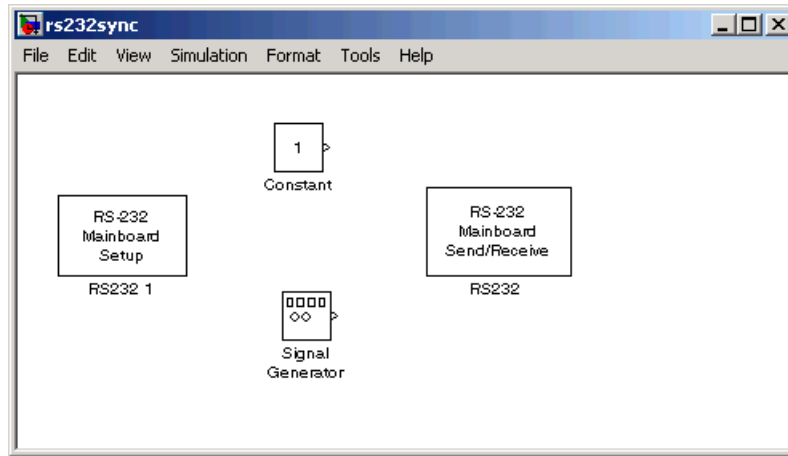 rs232sync
File Edit View Simulation Format Tools Help
1
Constant
RS-232
Mainboard
Setup
RS232 1
RS-232
Mainboard
Send/Receive
RS232
Signal
Generator